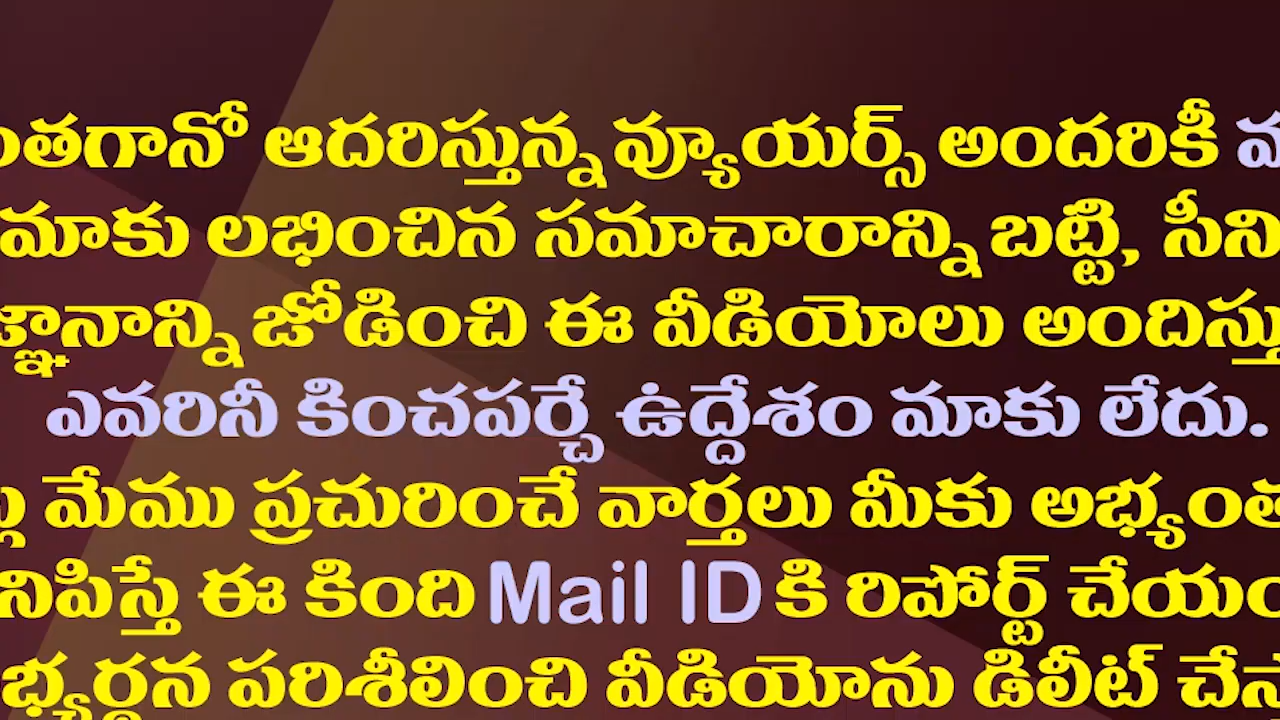 ంతగానో ఆదరిస్తున్న వ్యూయర్స్ అందరికీ
మాకు లభించిన సమాచారాన్ని బట్టి, సీని
జ్ఞానాన్ని జోడించి ఈ వీడియోలు అందిస్తు
ఎవరినీ కించపర్చే ఉద్దేశం మాకు లేదు.
మేము ప్రచురించే వార్తలు మీకు అభ్యంత
నిపిస్తే ఈ కింది Mail ID కి రిపోర్ట్ చేయం
భ్యర్థన పరిశీలించి వీడియోను డిలీట్ చేస